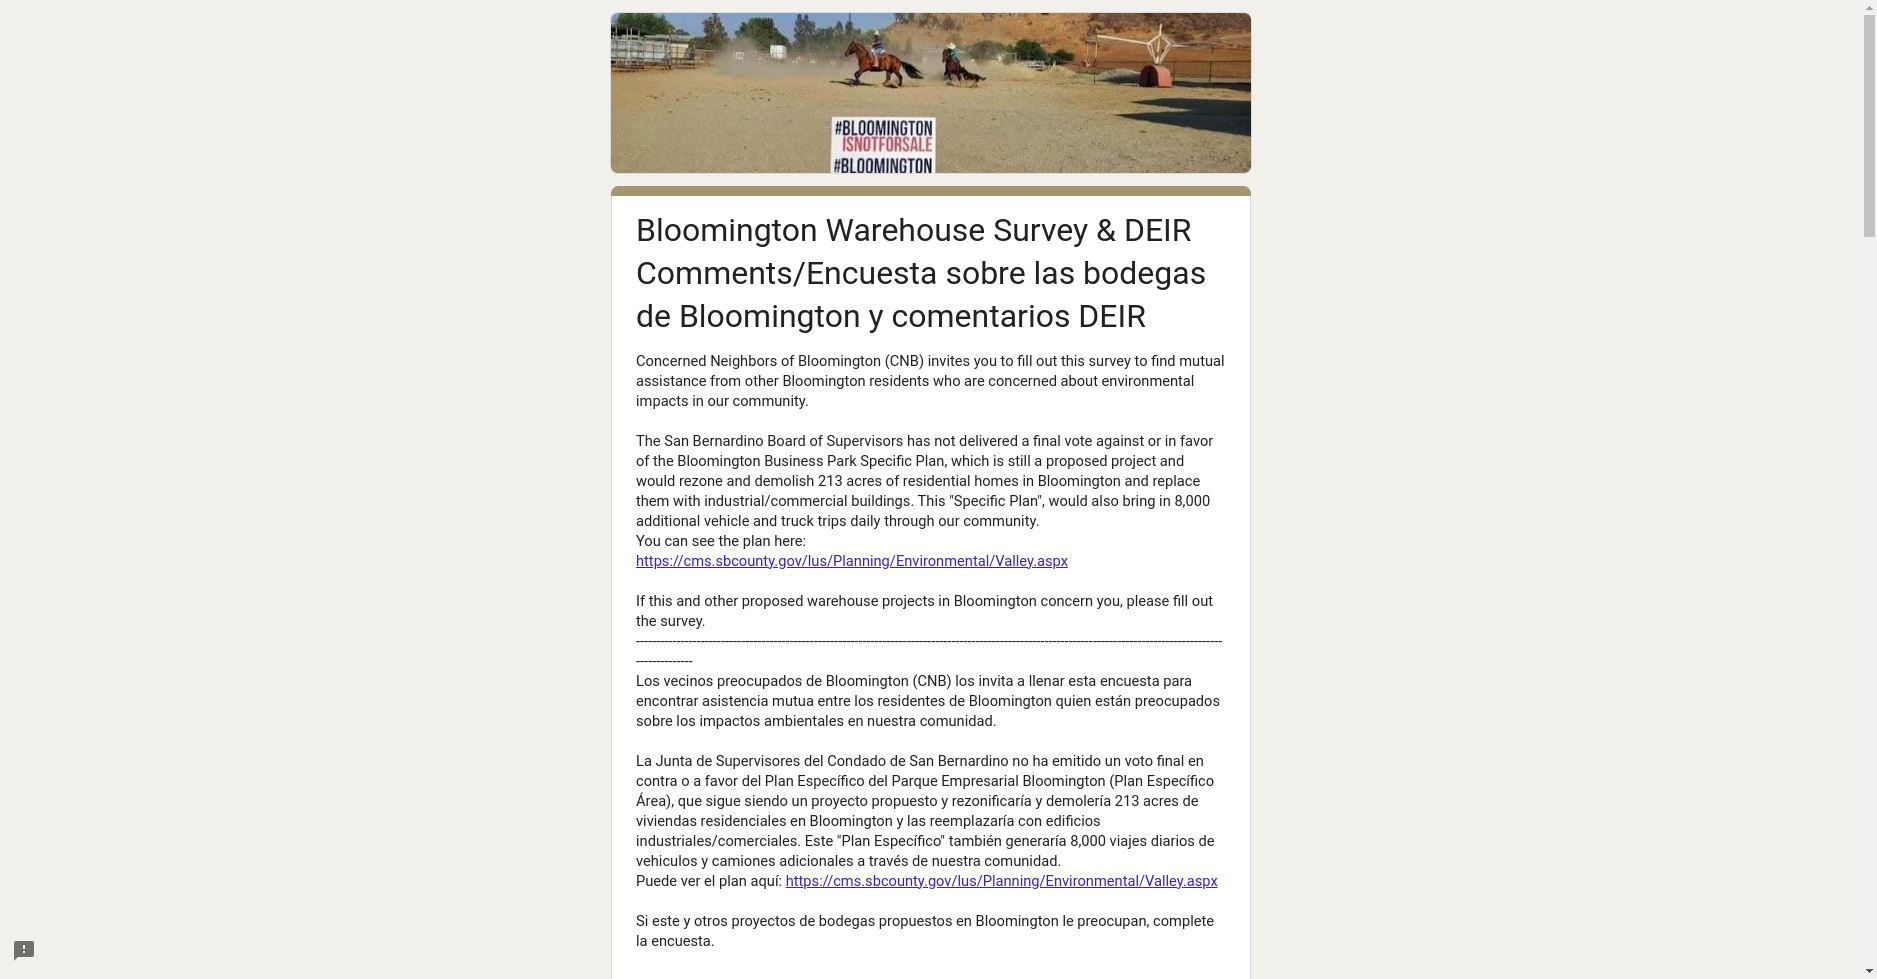 #BLOOMINGTON
ISNOTFORSALE
#BLOOMINGTON
Bloomington Warehouse Survey & DEIR
Comments/Encuesta sobre las bodegas
de Bloomington y comentarios DEIR
Concerned Neighbors of Bloomington (CNB) invites you to fill out this survey to find mutual
assistance from other Bloomington residents who are concerned about environmental
impacts in our community.
The San Bernardino Board of Supervisors has not delivered a final vote against or in favor
of the Bloomington Business Park Specific Plan, which is still a proposed project and
would rezone and demolish 213 acres of residential homes in Bloomington and replace
them with industrial/commercial buildings. This "Specific Plan", would also bring in 8,000
additional vehicle and truck trips daily through our community.
You can see the plan here:
https://cms.sbcounty.gov/lus/Planning/Environmental/Valley.aspx
If this and other proposed warehouse projects in Bloomington concern you, please fill out
the survey.
--------------------------------------------------------------------------------------------------------------------------------------------------
--------------
Los vecinos preocupados de Bloomington (CNB) los invita a llenar esta encuesta para
encontrar asistencia mutua entre los residentes de Bloomington quien están preocupados
sobre los impactos ambientales en nuestra comunidad.
La Junta de Supervisores del Condado de San Bernardino no ha emitido un voto final en
contra o a favor del Plan Específico del Parque Empresarial Bloomington (Plan Específico
Área), que sigue siendo un proyecto propuesto y rezonificaría y demolería 213 acres de
viviendas residenciales en Bloomington y las reemplazaría con edificios
industriales/comerciales. Este "Plan Específico" también generaría 8,000 viajes diarios de
vehiculos y camiones adicionales a través de nuestra comunidad.
Puede ver el plan aquí: https://cms.sbcounty.gov/lus/Planning/Environmental/Valley.aspx
Si este y otros proyectos de bodegas propuestos en Bloomington le preocupan, complete
la encuesta.